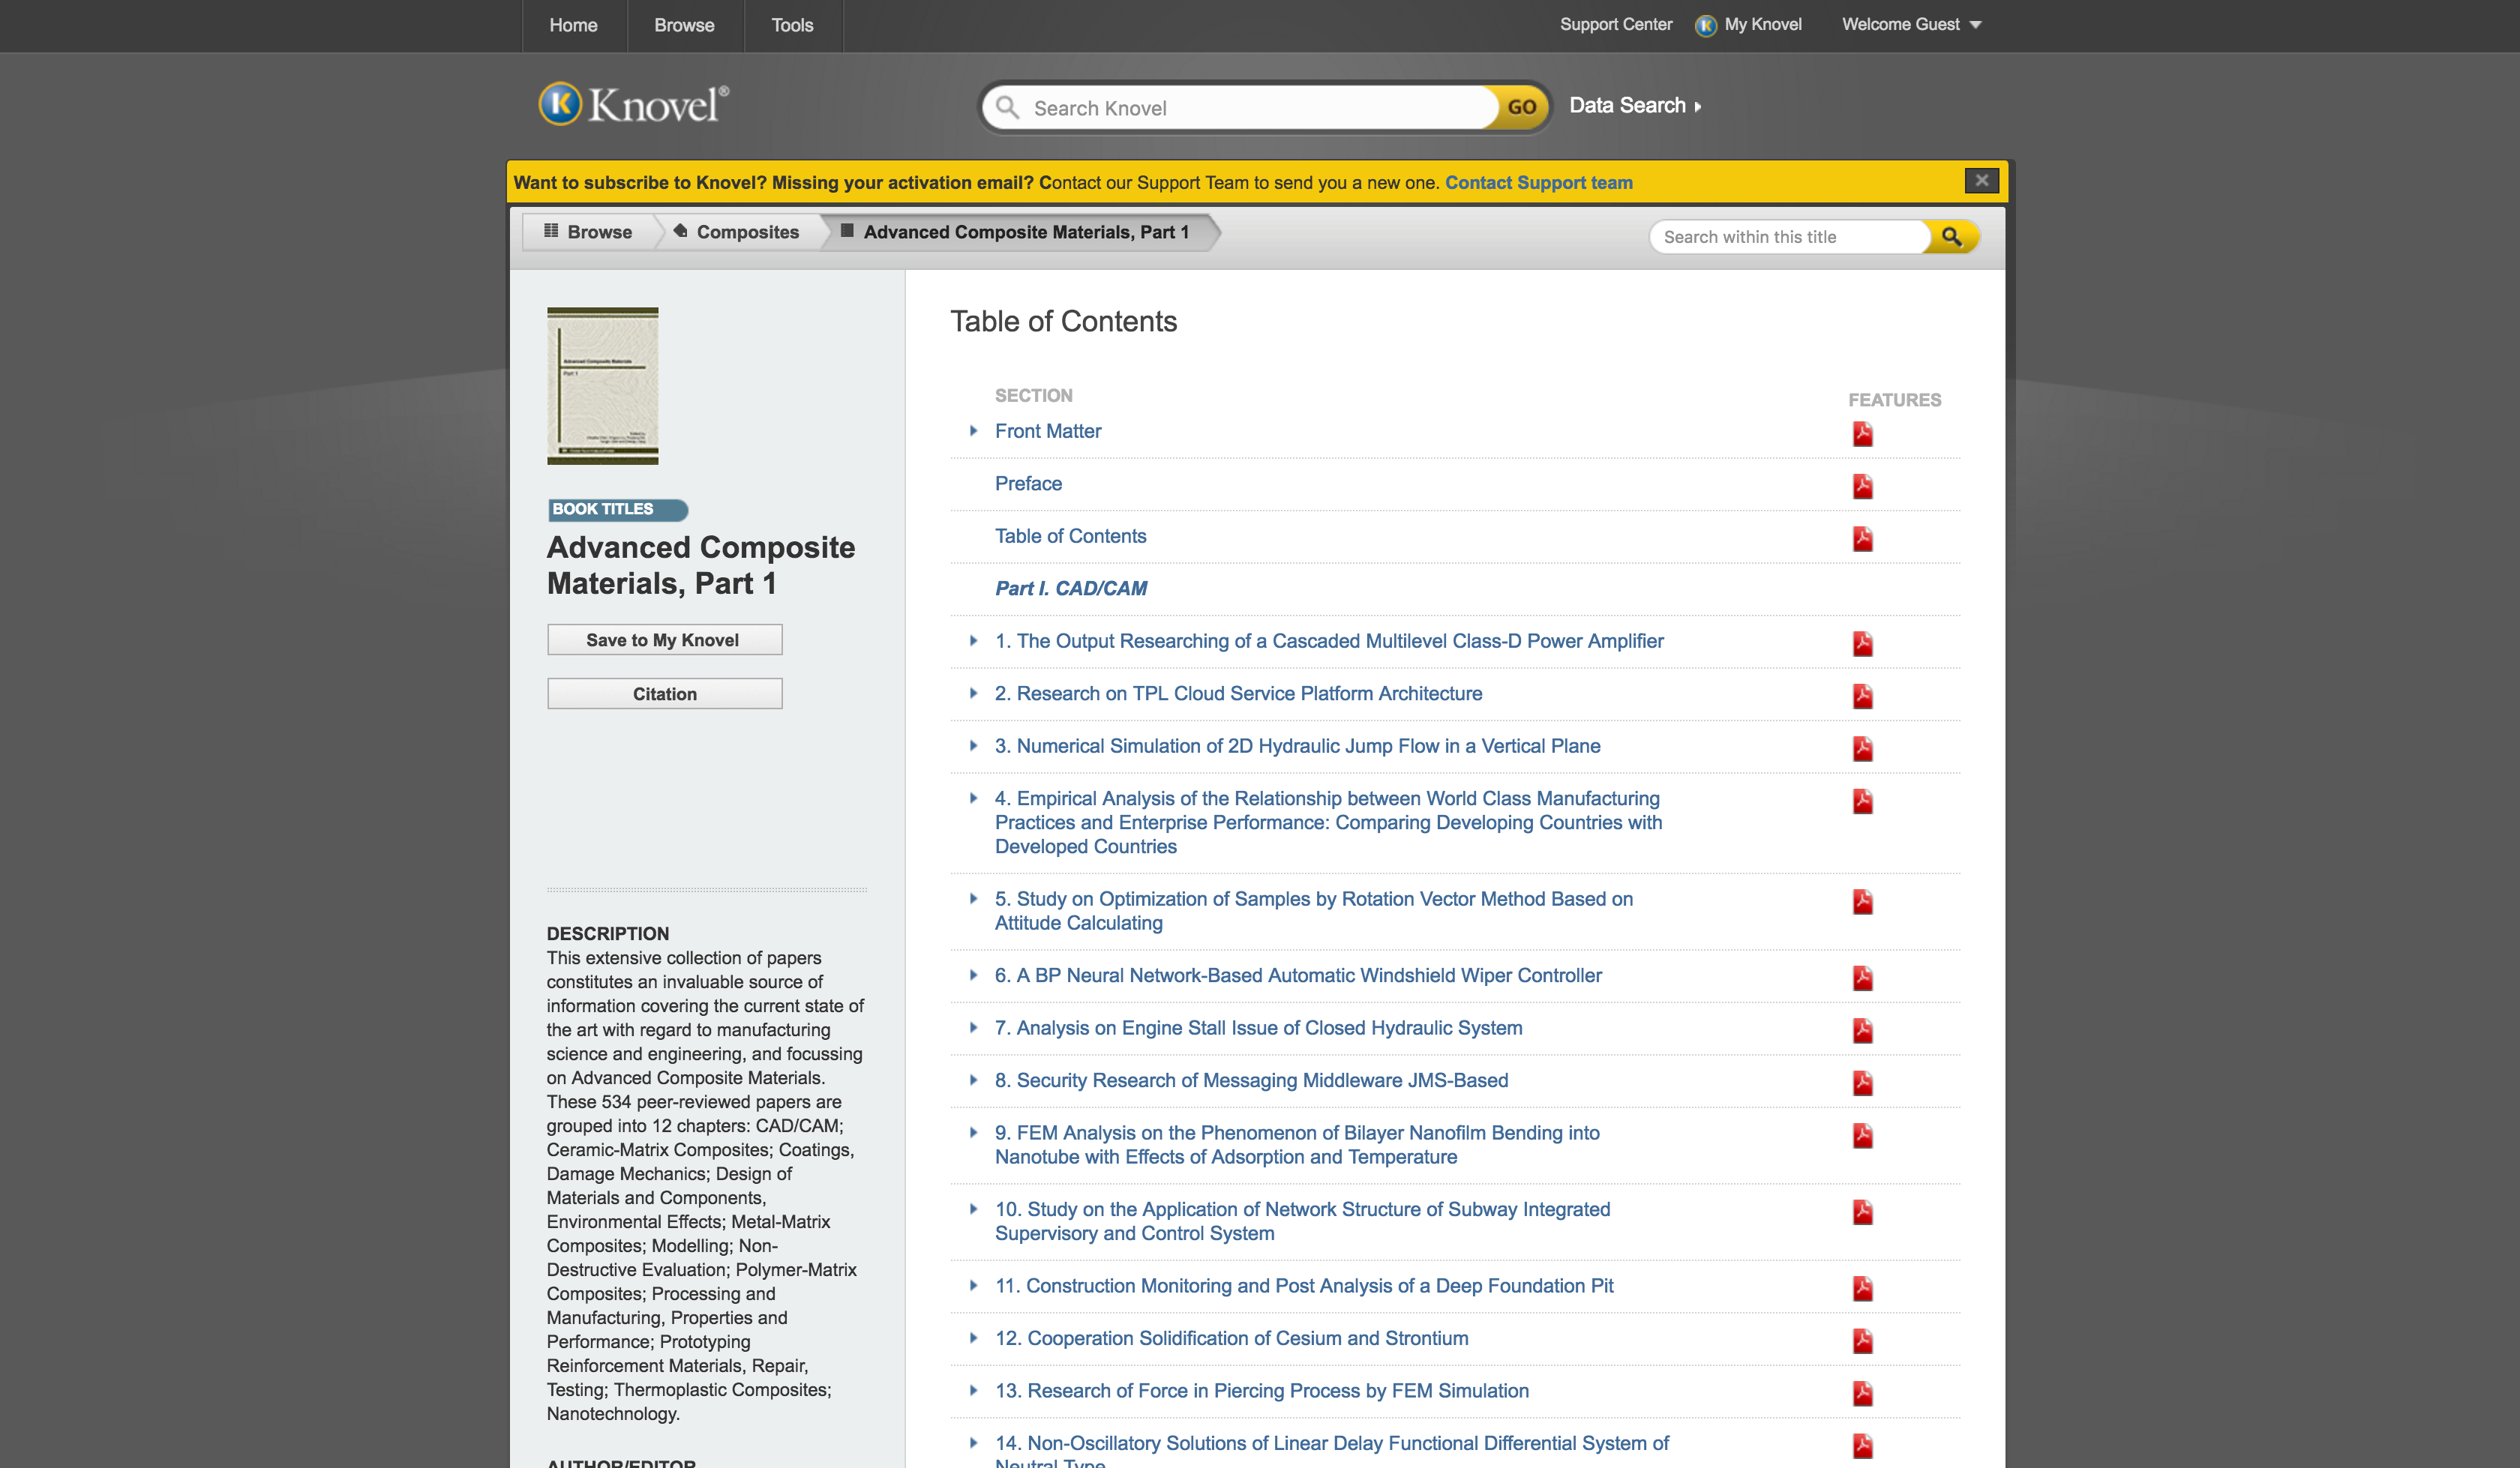 Home
Browse
Tools
Support Center
My Knovel
Welcome Guest
K Knovel®
Search Knovel
GO
Data Search
Want to subscribe to Knovel? Missing your activation email? Contact our Support Team to send you a new one. Contact Support team
Browse
Composites
Advanced Composite Materials, Part 1
Search within this title
Advanced Composite Materials
Part 1
BOOK TITLES
Advanced Composite
Materials, Part 1
Save to My Knovel
Citation
DESCRIPTION
This extensive collection of papers
constitutes an invaluable source of
information covering the current state of
the art with regard to manufacturing
science and engineering, and focussing
on Advanced Composite Materials.
These 534 peer-reviewed papers are
grouped into 12 chapters: CAD/CAM;
Ceramic-Matrix Composites; Coatings,
Damage Mechanics; Design of
Materials and Components,
Environmental Effects; Metal-Matrix
Composites; Modelling; Non-
Destructive Evaluation; Polymer-Matrix
Composites; Processing and
Manufacturing, Properties and
Performance; Prototyping
Reinforcement Materials, Repair,
Testing; Thermoplastic Composites;
Nanotechnology.
AUTHOR/EDITOR
Table of Contents
SECTION
FEATURES
Front Matter
Preface
Table of Contents
Part I. CAD/CAM
1. The Output Researching of a Cascaded Multilevel Class-D Power Amplifier
2. Research on TPL Cloud Service Platform Architecture
3. Numerical Simulation of 2D Hydraulic Jump Flow in a Vertical Plane
4. Empirical Analysis of the Relationship between World Class Manufacturing
Practices and Enterprise Performance: Comparing Developing Countries with
Developed Countries
5. Study on Optimization of Samples by Rotation Vector Method Based on
Attitude Calculating
6. A BP Neural Network-Based Automatic Windshield Wiper Controller
7. Analysis on Engine Stall Issue of Closed Hydraulic System
8. Security Research of Messaging Middleware JMS-Based
9. FEM Analysis on the Phenomenon of Bilayer Nanofilm Bending into
Nanotube with Effects of Adsorption and Temperature
10. Study on the Application of Network Structure of Subway Integrated
Supervisory and Control System
11. Construction Monitoring and Post Analysis of a Deep Foundation Pit
12. Cooperation Solidification of Cesium and Strontium
13. Research of Force in Piercing Process by FEM Simulation
14. Non-Oscillatory Solutions of Linear Delay Functional Differential System of
Neutral Type